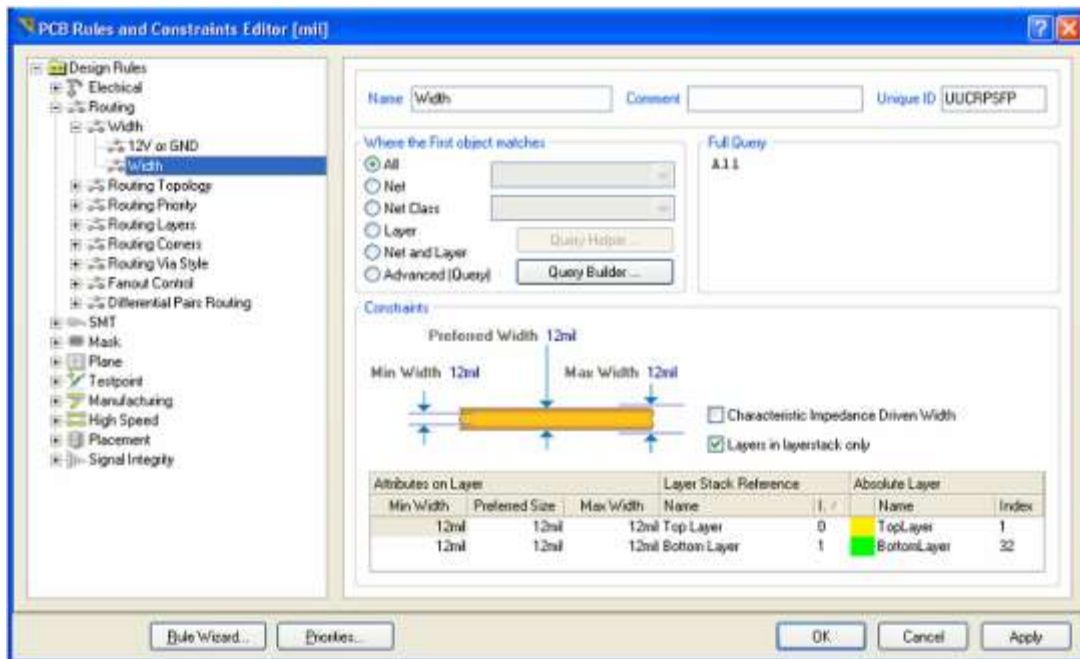 PCB Rules and Constraints Editor [mil]
Design Rules
Electrical
Routing
Width
12V or GND
Width
Routing Topology
Routing Priority
Routing Layers
Routing Corners
Routing Via Style
Fanout Control
Differential Pairs Routing
SMT
Mask
Plane
Testpoint
Manufacturing
High Speed
Placement
Signal Integrity
Name Width Comment Unique ID UUCRPSFP
Where the First object matches
All
Net
Net Class
Layer
Net and Layer
Advanced (Query)
Query Helper ...
Query Builder ...
Full Query
All
Constraints
Preferred Width 12mil
Min Width 12mil Max Width 12mil
Characteristic Impedance Driven Width
Layers in layerstack only
Attributes on Layer Layer Stack Reference Absolute Layer
Min Width Preferred Size Max Width Name I. / Name Index
12mil 12mil 12mil Top Layer 0 TopLayer 1
12mil 12mil 12mil Bottom Layer 1 BottomLayer 32
Rule Wizard... Priorities... OK Cancel Apply